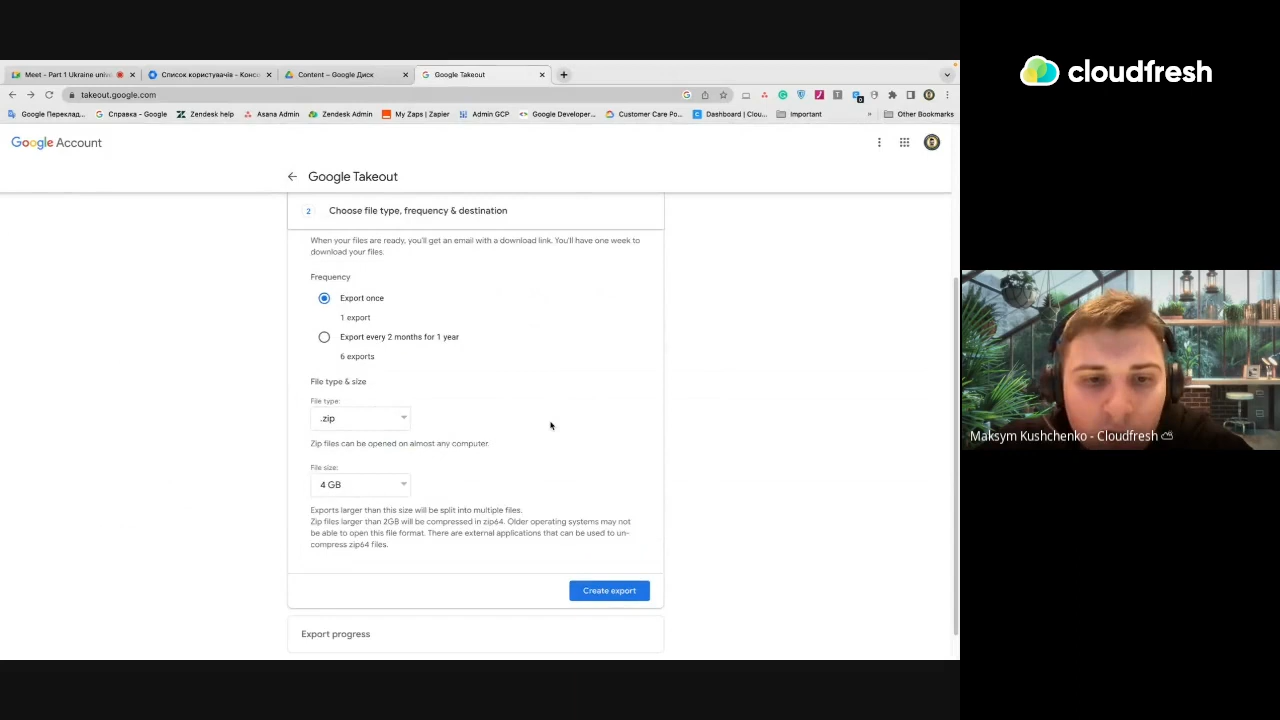 cloudfresh
Meet - Part 1 Ukraine univ
Список користувачів - Консо
Content – Google Диск
Google Takeout
takeout.google.com
Google Переклад...
Справка - Google
Zendesk help
Asana Admin
Zendesk Admin
My Zaps | Zapier
Admin GCP
Google Developer...
Customer Care Po...
Dashboard | Clou...
Important
Other Bookmarks
Google Account
Google Takeout
2 Choose file type, frequency & destination
When your files are ready, you'll get an email with a download link. You'll have one week to
download your files.
Frequency
Export once
1 export
Export every 2 months for 1 year
6 exports
File type & size
File type:
.zip
Zip files can be opened on almost any computer.
File size:
4 GB
Exports larger than this size will be split into multiple files.
Zip files larger than 2GB will be compressed in zip64. Older operating systems may not
be able to open this file format. There are external applications that can be used to un-
compress zip64 files.
Create export
Export progress
Maksym Kushchenko - Cloudfresh